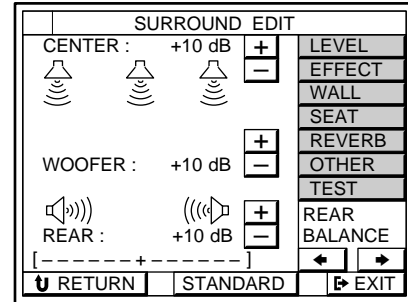 SURROUND EDIT
CENTER : +10 dB +
−
LEVEL
EFFECT
WALL
SEAT
REVERB
OTHER
TEST
+
WOOFER : +10 dB −
+
REAR : +10 dB −
REAR
BALANCE
[------+------]
RETURN STANDARD EXIT